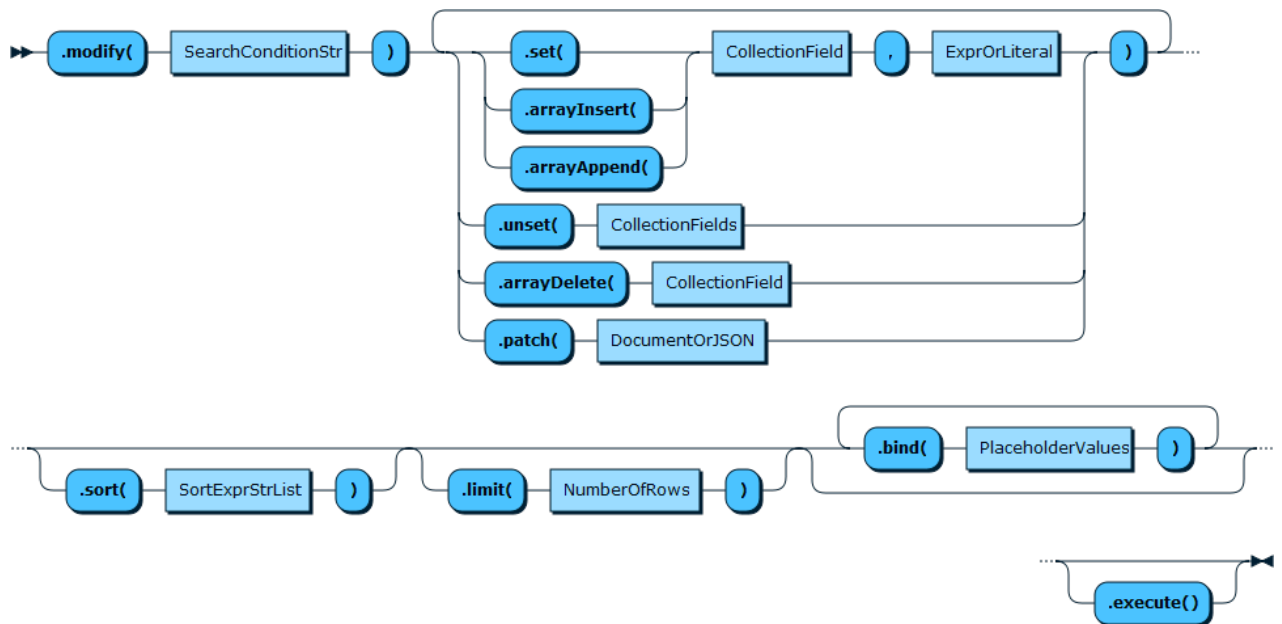 .modify( SearchConditionStr ) .set( CollectionField , ExprOrLiteral )
.arrayInsert(
.arrayAppend(
.unset( CollectionFields
.arrayDelete( CollectionField
.patch( DocumentOrJSON
.bind( PlaceholderValues )
.sort( SortExprStrList ) .limit( NumberOfRows )
.execute()